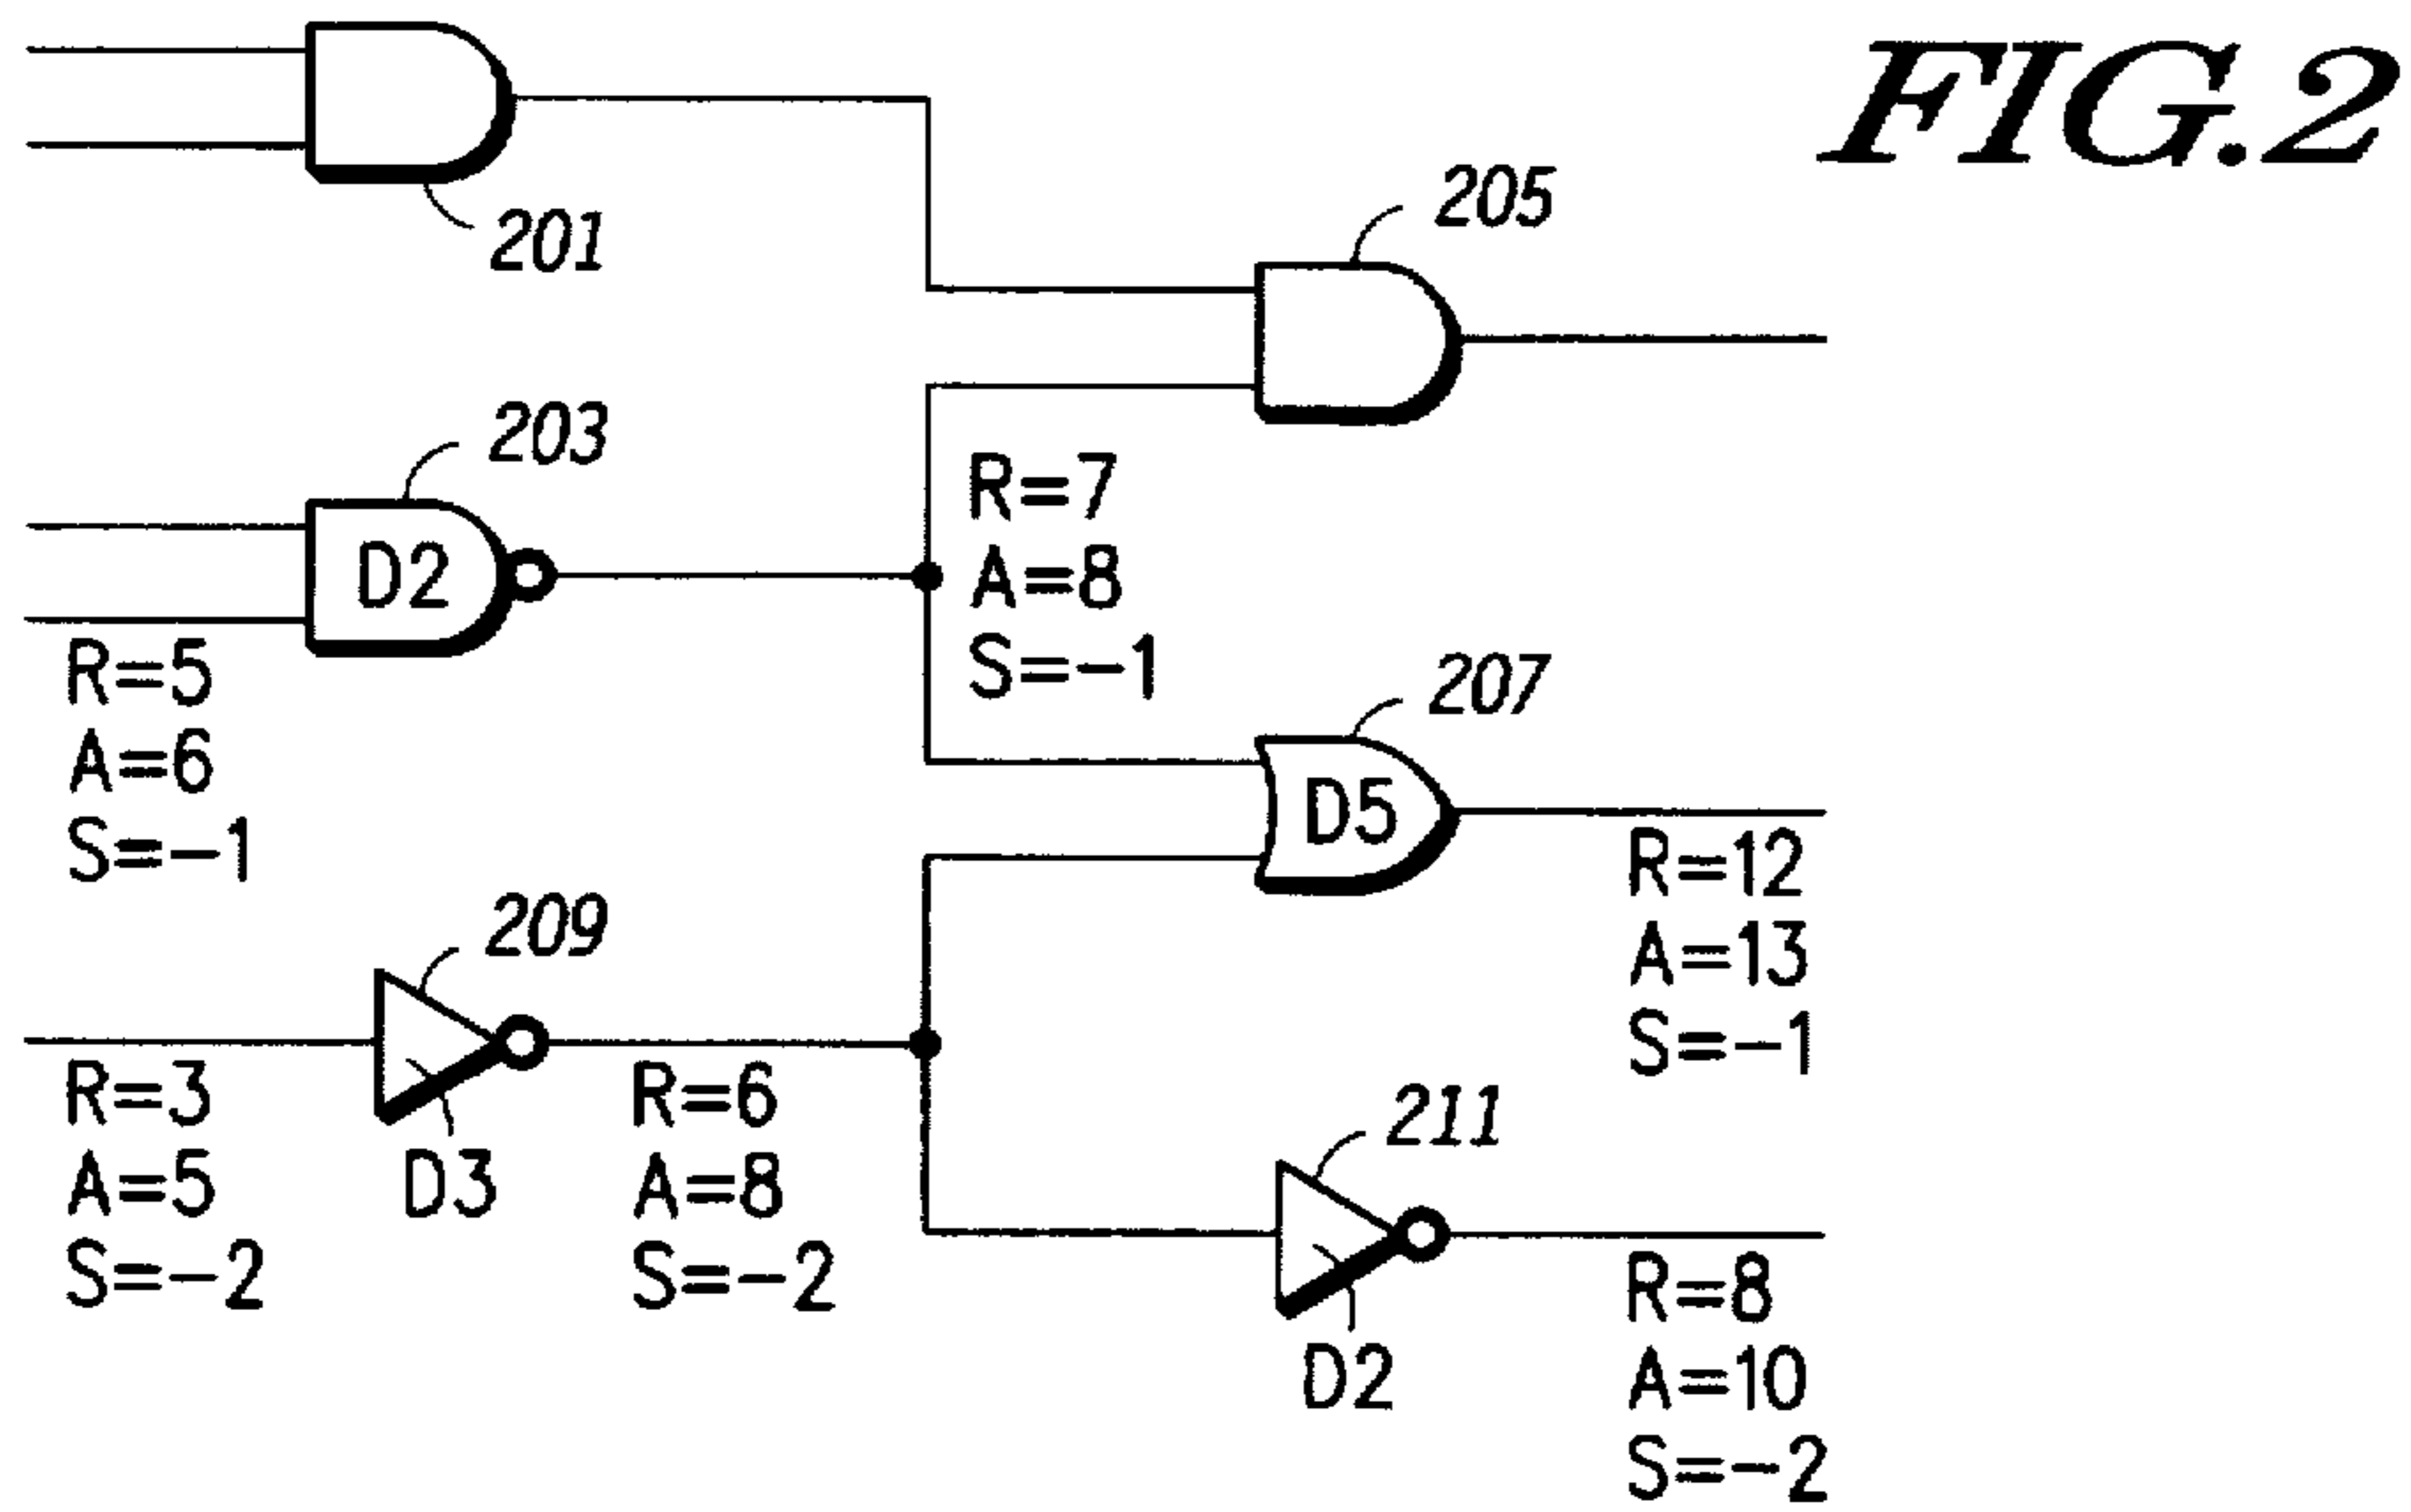 FIG.2
201
205
203
D2
R=7
A=8
S=-1
R=5
A=6
S=-1
207
D5
R=12
A=13
S=-1
209
D3
R=3
A=5
S=-2
R=6
A=8
S=-2
211
D2
R=8
A=10
S=-2